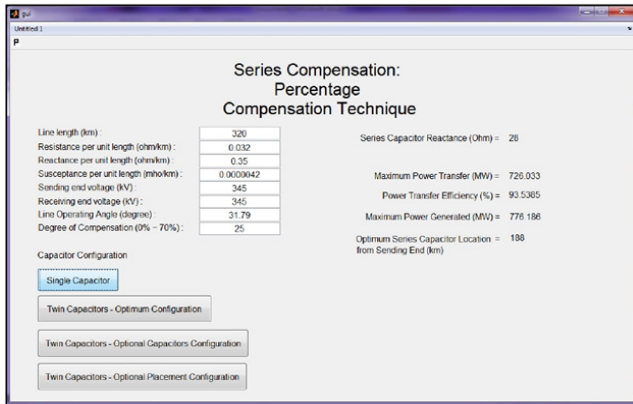 gui
Untitled 1
Series Compensation:
Percentage
Compensation Technique
Line length (km) : 320
Resistance per unit length (ohm/km) : 0.032
Reactance per unit length (ohm/km) : 0.35
Susceptance per unit length (mho/km) : 0.0000042
Sending end voltage (kV) : 345
Receiving end voltage (kV) : 345
Line Operating Angle (degree) : 31.79
Degree of Compensation (0% ~ 70%) : 25
Series Capacitor Reactance (Ohm) = 28
Maximum Power Transfer (MW) = 726.033
Power Transfer Efficiency (%) = 93.5385
Maximum Power Generated (MW) = 776.186
Optimum Series Capacitor Location = 188
from Sending End (km)
Capacitor Configuration
Single Capacitor
Twin Capacitors - Optimum Configuration
Twin Capacitors - Optional Capacitors Configuration
Twin Capacitors - Optional Placement Configuration